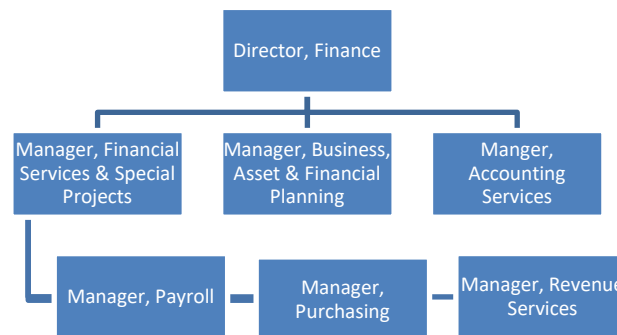 Director, Finance
Manager, Financial
Services & Special
Projects
Manager, Business,
Asset & Financial
Planning
Manger,
Accounting
Services
Manager, Payroll
Manager,
Purchasing
Manager, Revenue
Services